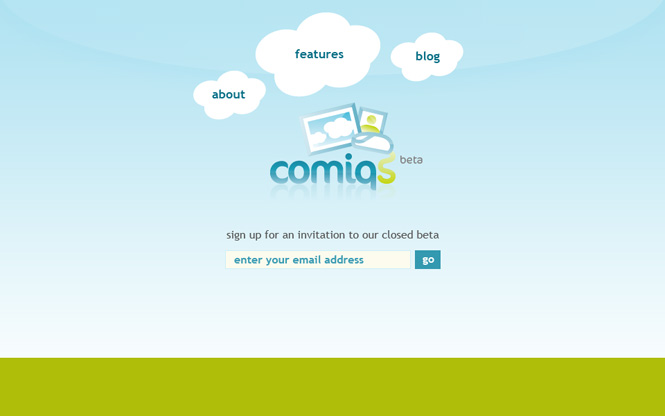 features
blog
about
comiqs beta
sign up for an invitation to our closed beta
enter your email address
go